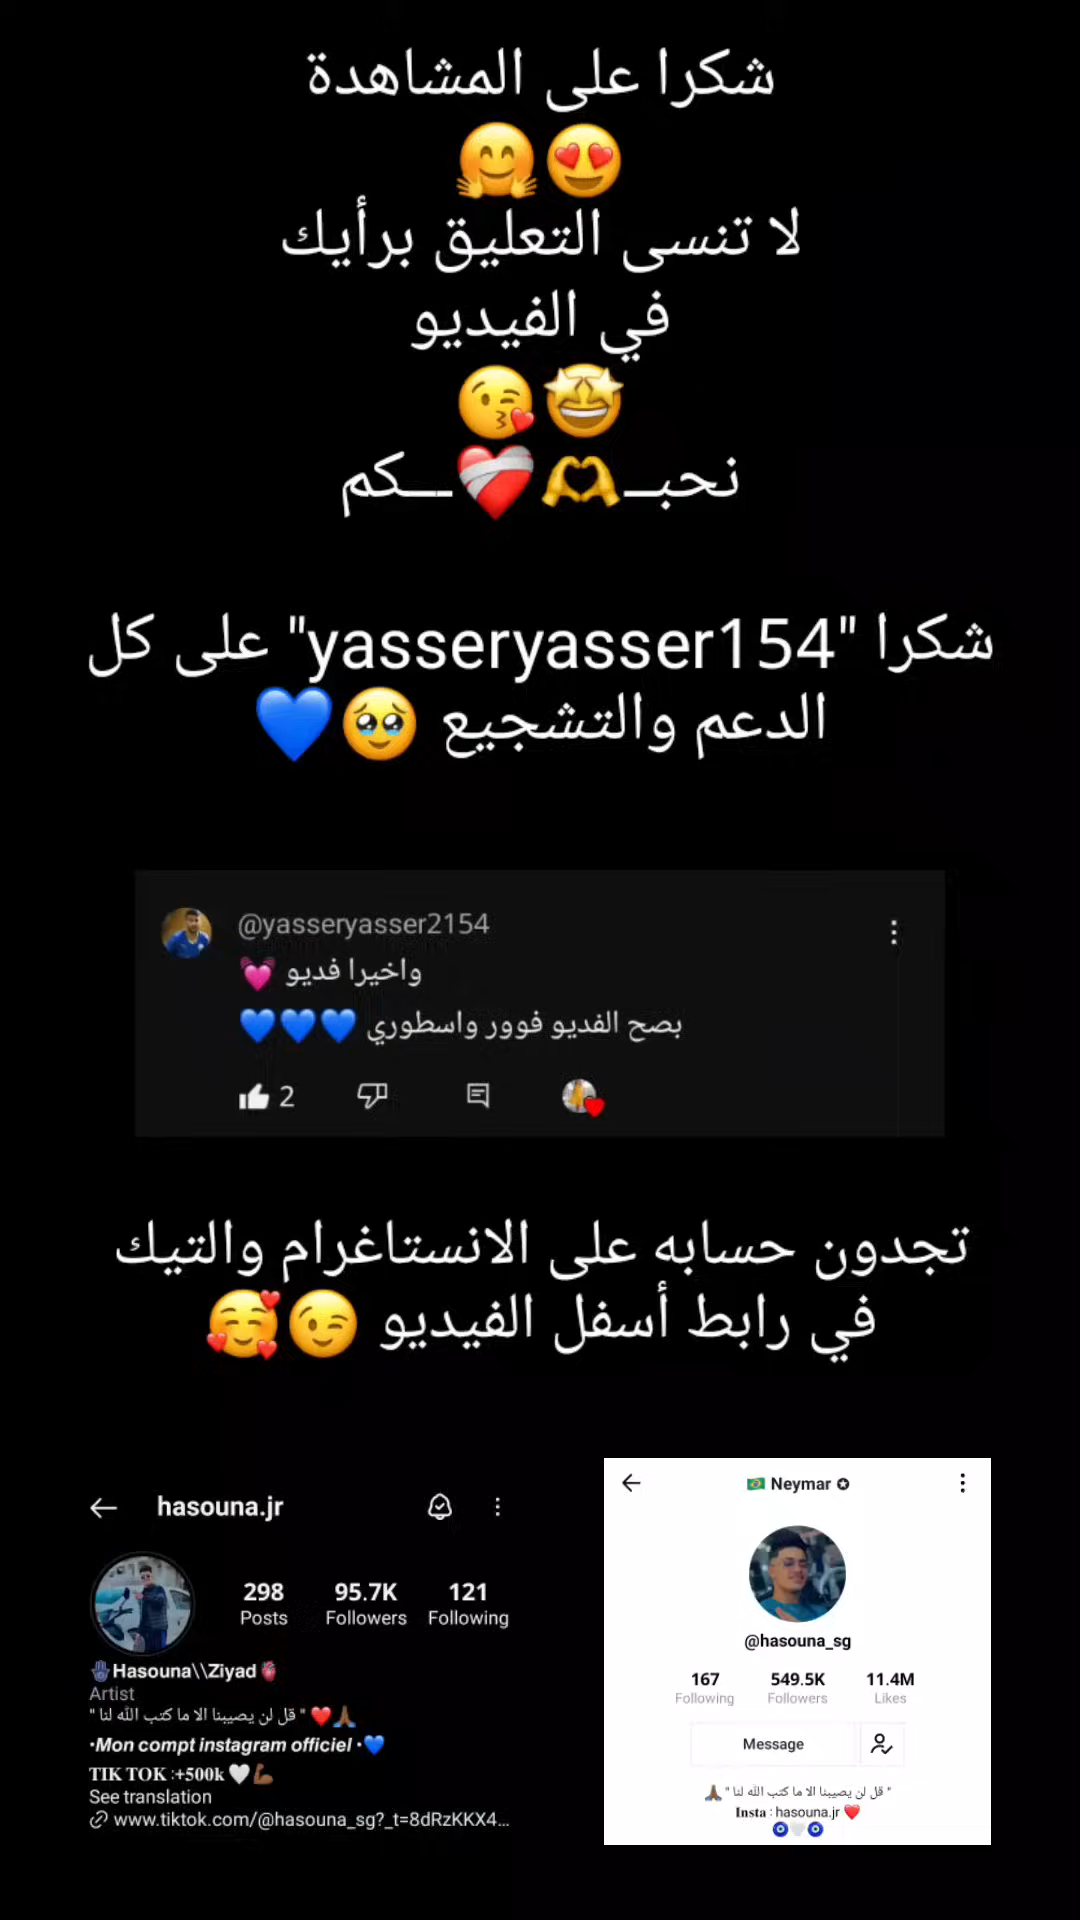 شكرا على المشاهدة
😍🤗
لا تنسى التعليق برأيك
في الفيديو
🤩😘
نحبــ🫶❤️‍🩹ــكم
شكرا "yasseryasser154" على كل
الدعم والتشجيع 🥹💙
@yasseryasser2154
واخيرا فديو 💓
بصح الفديو فوور واسطوري 💙💙💙
2
تجدون حسابه على الانستاغرام والتيك
في رابط أسفل الفيديو 😉🥰
hasouna.jr
298 95.7K 121
Posts Followers Following
🪬Hasouna\\Ziyad🫀
Artist
" قل لن يصيبنا الا ما كتب الله لنا " ❤️🙏🏾
•Mon compt instagram officiel •💙
TIK TOK :+500k 🤍💪🏾
See translation
www.tiktok.com/@hasouna_sg?_t=8dRzKKX4...
🇧🇷 Neymar ✪
@hasouna_sg
167 549.5K 11.4M
Following Followers Likes
Message
" قل لن يصيبنا الا ما كتب الله لنا " 🙏🏾
Insta : hasouna.jr ❤️
🧿🤍🧿